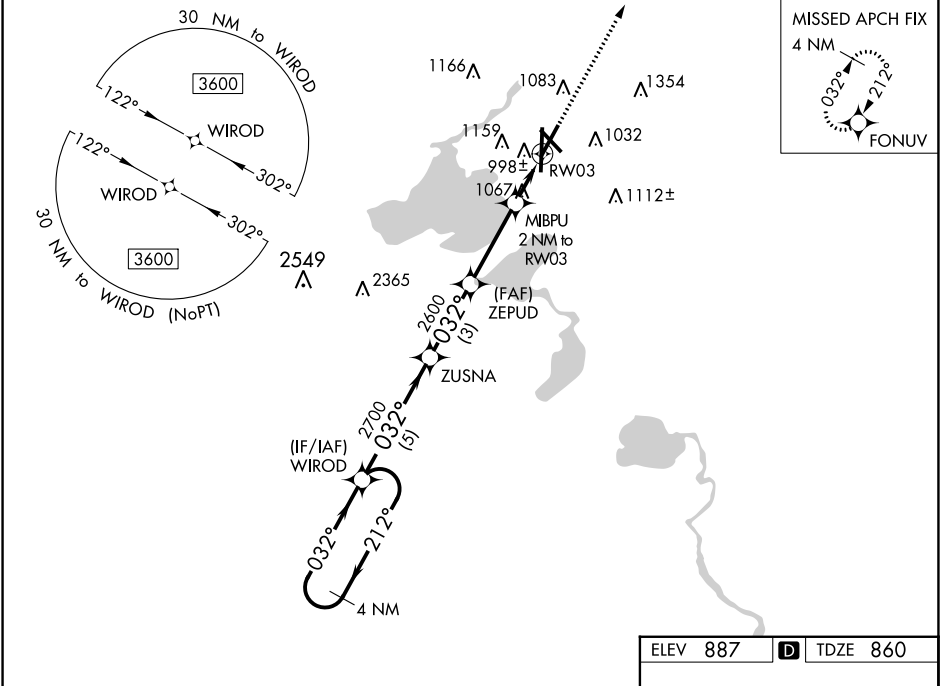 30 NM to WIROD
3600
122°
WIROD
302°
122°
WIROD
302°
3600
30 NM to WIROD (NoPT)
MISSED APCH FIX
4 NM
032°
212°
FONUV
1166
1083
1354
1159
998±
1032
RW03
1067
1112±
MIBPU
2 NM to
RW03
2549
2365
(FAF)
ZEPUD
2600
032°
(3)
ZUSNA
2700
032°
(5)
(IF/IAF)
WIROD
032°
212°
4 NM
ELEV 887 D TDZE 860